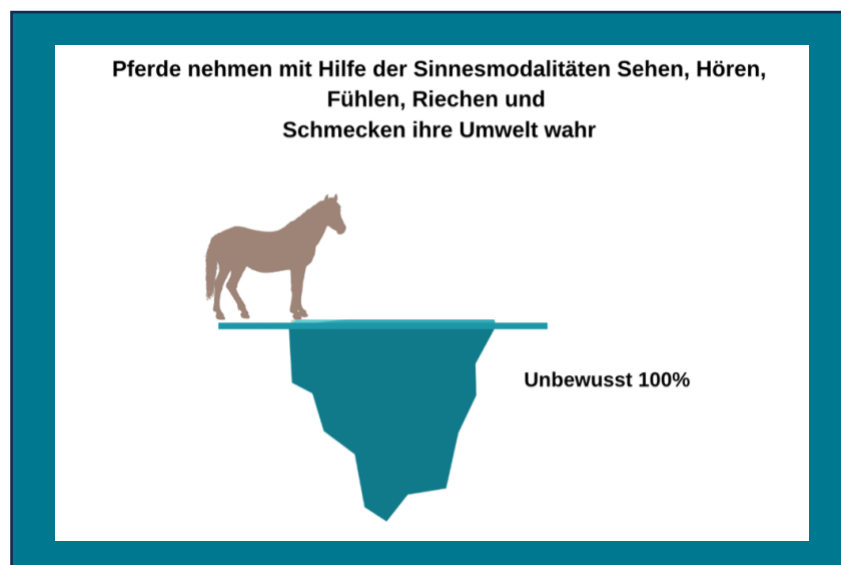 Pferde nehmen mit Hilfe der Sinnesmodalitäten Sehen, Hören,
Fühlen, Riechen und
Schmecken ihre Umwelt wahr
Unbewusst 100%